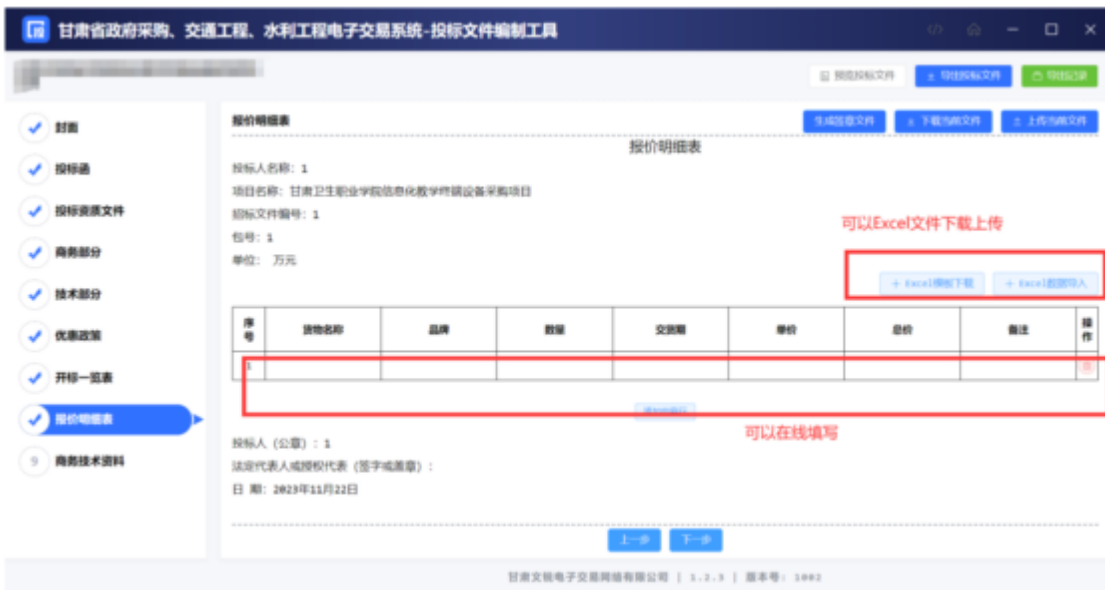 甘肃省政府采购、交通工程、水利工程电子交易系统-投标文件编制工具
预览投标文件 导出投标文件 导出记录
封面
投标函
投标资质文件
商务部分
技术部分
优惠政策
开标一览表
报价明细表
9 商务技术资料
报价明细表 生成签章文件 下载当前文件 上传当前文件
报价明细表
投标人名称: 1
项目名称: 甘肃卫生职业学院信息化教学终端设备采购项目
招标文件编号: 1
包号: 1
单位: 万元
可以Excel文件下载上传
+ Excel模板下载 + Excel数据导入
序号 货物名称 品牌 数量 交货期 单价 总价 备注 操作
1
可以在线填写
投标人 (公章) : 1
法定代表人或授权代表 (签字或盖章) :
日 期: 2023年11月22日
上一步 下一步
甘肃文锐电子交易网络有限公司 | 1.2.3 | 版本号: 1002